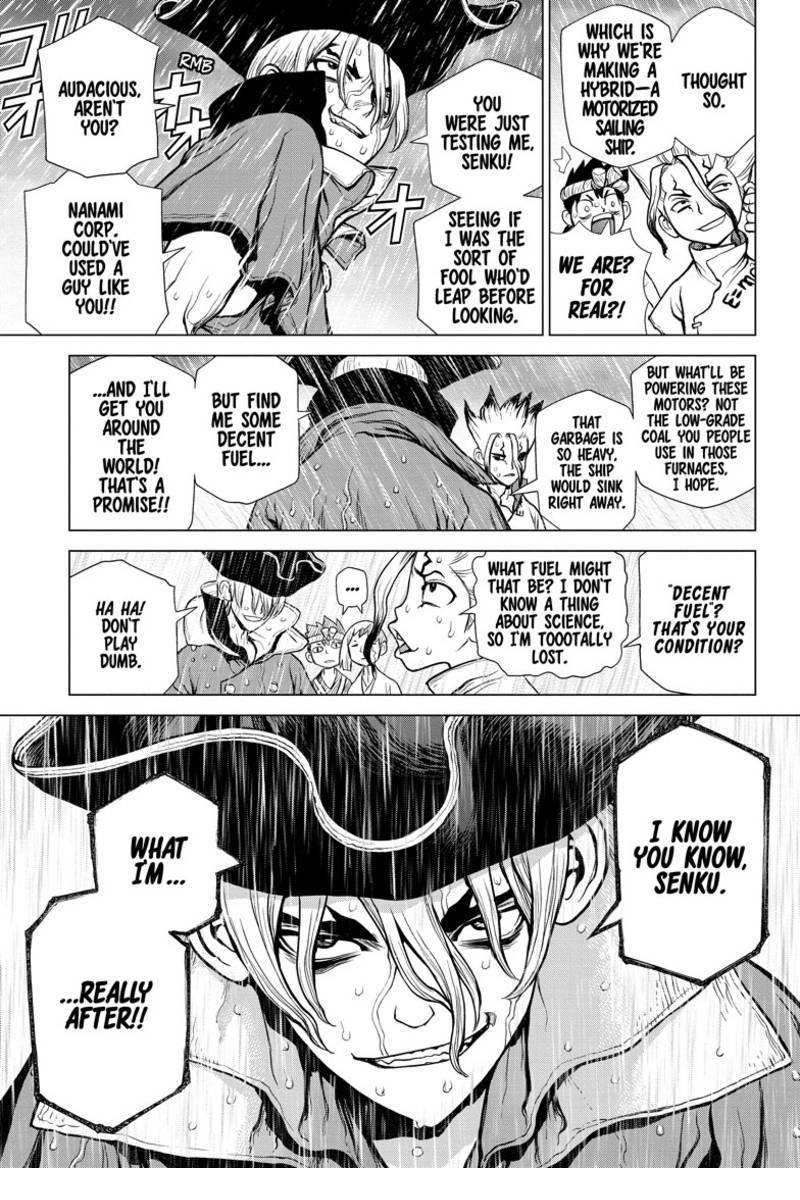 THOUGHT
SO.
WHICH IS
WHY WE'RE
MAKING A
HYBRID—A
MOTORIZED
SAILING
SHIP.
WE ARE?
FOR
REAL?!
YOU
WERE JUST
TESTING ME,
SENKU!
SEEING IF
I WAS THE
SORT OF
FOOL WHO'D
LEAP BEFORE
LOOKING.
RMB
ゴオオオ
AUDACIOUS,
AREN'T
YOU?
NANAMI
CORP.
COULD'VE
USED A
GUY LIKE
YOU!!
BUT WHAT'LL BE
POWERING THESE
MOTORS? NOT
THE LOW-GRADE
COAL YOU PEOPLE
USE IN THOSE
FURNACES,
I HOPE.
THAT
GARBAGE IS
SO HEAVY,
THE SHIP
WOULD SINK
RIGHT AWAY.
BUT FIND
ME SOME
DECENT
FUEL...
...AND I'LL
GET YOU
AROUND
THE
WORLD!
THAT'S A
PROMISE!!
"DECENT
FUEL"?
THAT'S YOUR
CONDITION?
WHAT FUEL MIGHT
THAT BE? I DON'T
KNOW A THING
ABOUT SCIENCE,
SO I'M TOOOTALLY
LOST.
...
HA HA!
DON'T
PLAY
DUMB.
I KNOW
YOU KNOW,
SENKU.
WHAT
I'M...
...REALLY
AFTER!!